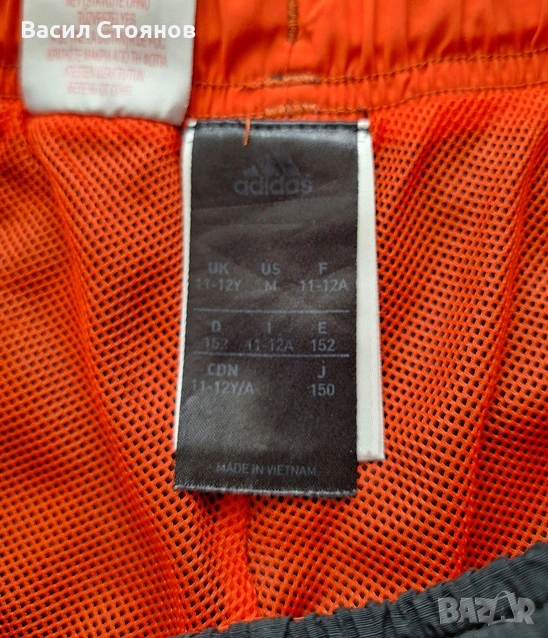 Васил Стоянов
adidas
UK US F
11-12Y M 11-12A
D I E
152 11-12A 152
CDN J
11-12Y/A 150
MADE IN VIETNAM
BAZAR